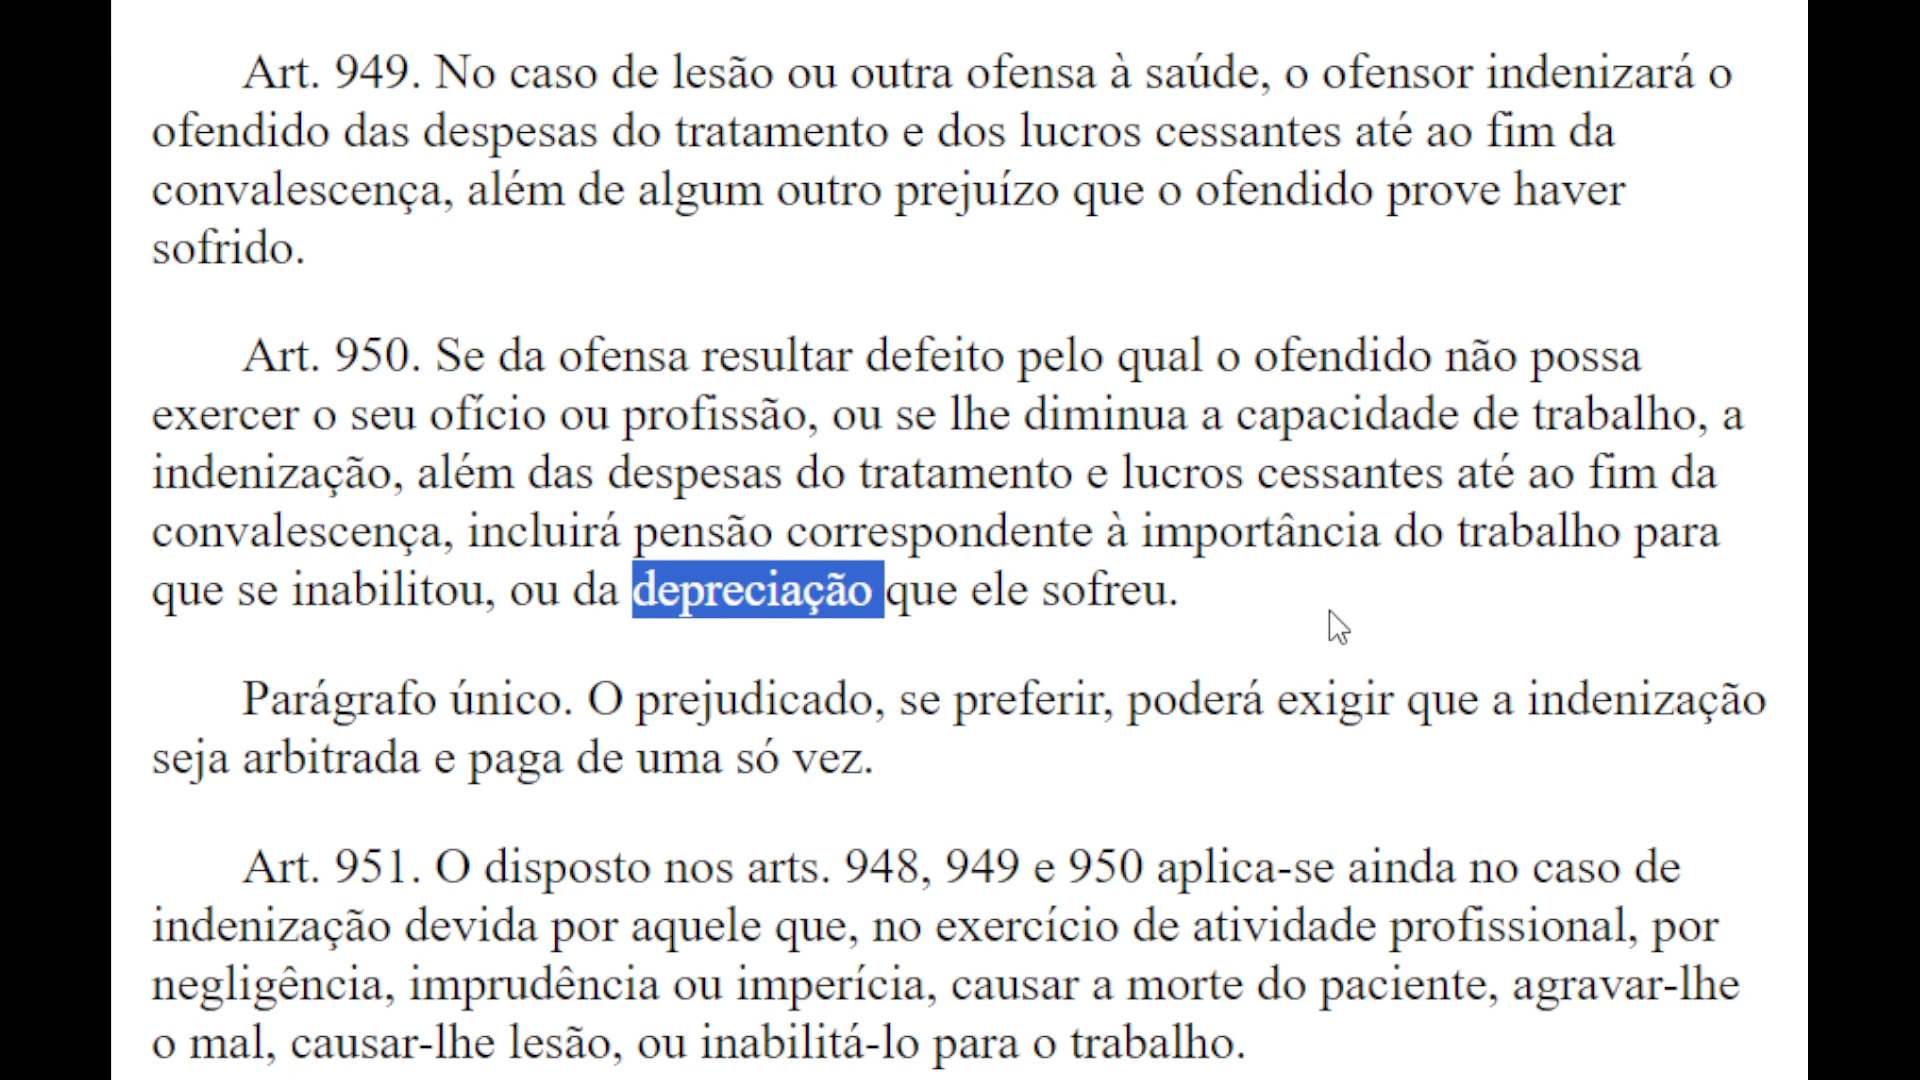 Art. 949. No caso de lesão ou outra ofensa à saúde, o ofensor indenizará o
ofendido das despesas do tratamento e dos lucros cessantes até ao fim da
convalescença, além de algum outro prejuízo que o ofendido prove haver
sofrido.
Art. 950. Se da ofensa resultar defeito pelo qual o ofendido não possa
exercer o seu ofício ou profissão, ou se lhe diminua a capacidade de trabalho, a
indenização, além das despesas do tratamento e lucros cessantes até ao fim da
convalescença, incluirá pensão correspondente à importância do trabalho para
que se inabilitou, ou da depreciação que ele sofreu.
Parágrafo único. O prejudicado, se preferir, poderá exigir que a indenização
seja arbitrada e paga de uma só vez.
Art. 951. O disposto nos arts. 948, 949 e 950 aplica-se ainda no caso de
indenização devida por aquele que, no exercício de atividade profissional, por
negligência, imprudência ou imperícia, causar a morte do paciente, agravar-lhe
o mal, causar-lhe lesão, ou inabilitá-lo para o trabalho.